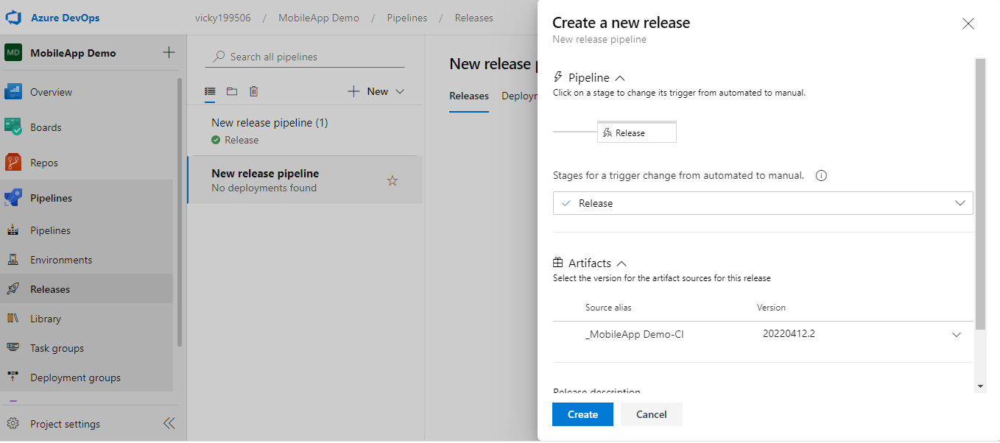 Azure DevOps
vicky199506 / MobileApp Demo / Pipelines / Releases
MD MobileApp Demo
Overview
Boards
Repos
Pipelines
Pipelines
Environments
Releases
Library
Task groups
Deployment groups
Project settings
Search all pipelines
New
New release pipeline (1)
Release
New release pipeline
No deployments found
New release p
Releases Deployr
Create a new release
New release pipeline
Pipeline
Click on a stage to change its trigger from automated to manual.
Release
Stages for a trigger change from automated to manual.
Release
Artifacts
Select the version for the artifact sources for this release
Source alias Version
_MobileApp Demo-CI 20220412.2
Release description
Create Cancel